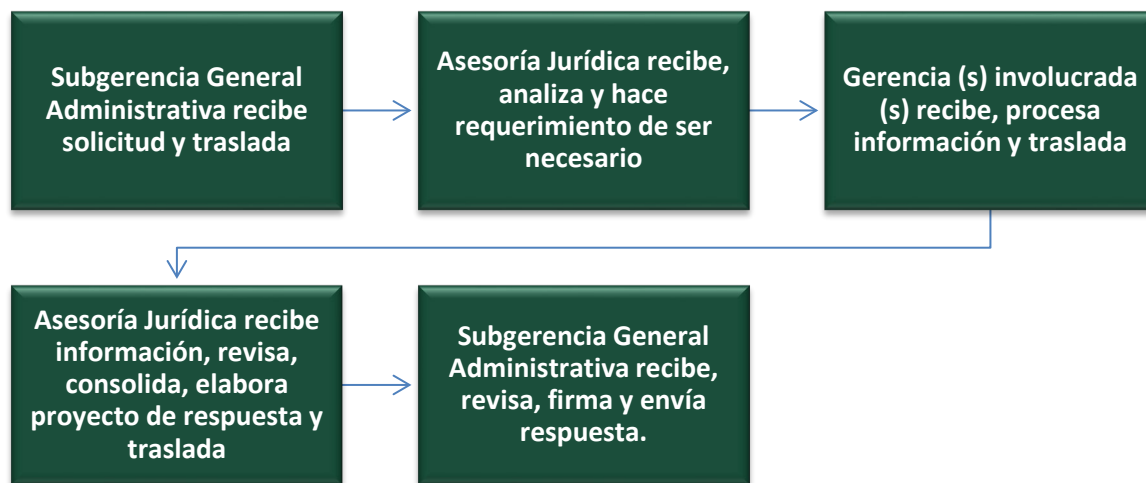 Subgerencia General
Administrativa recibe
solicitud y traslada
Asesoría Jurídica recibe,
analiza y hace
requerimiento de ser
necesario
Gerencia (s) involucrada
(s) recibe, procesa
información y traslada
Asesoría Jurídica recibe
información, revisa,
consolida, elabora
proyecto de respuesta y
traslada
Subgerencia General
Administrativa recibe,
revisa, firma y envía
respuesta.